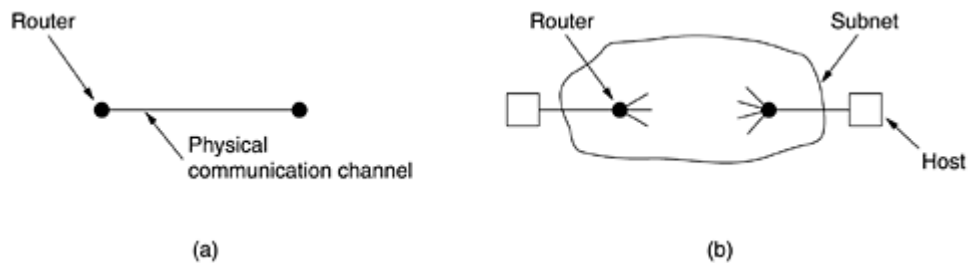 Router
Physical
communication channel
(a)
Router
Subnet
Host
(b)